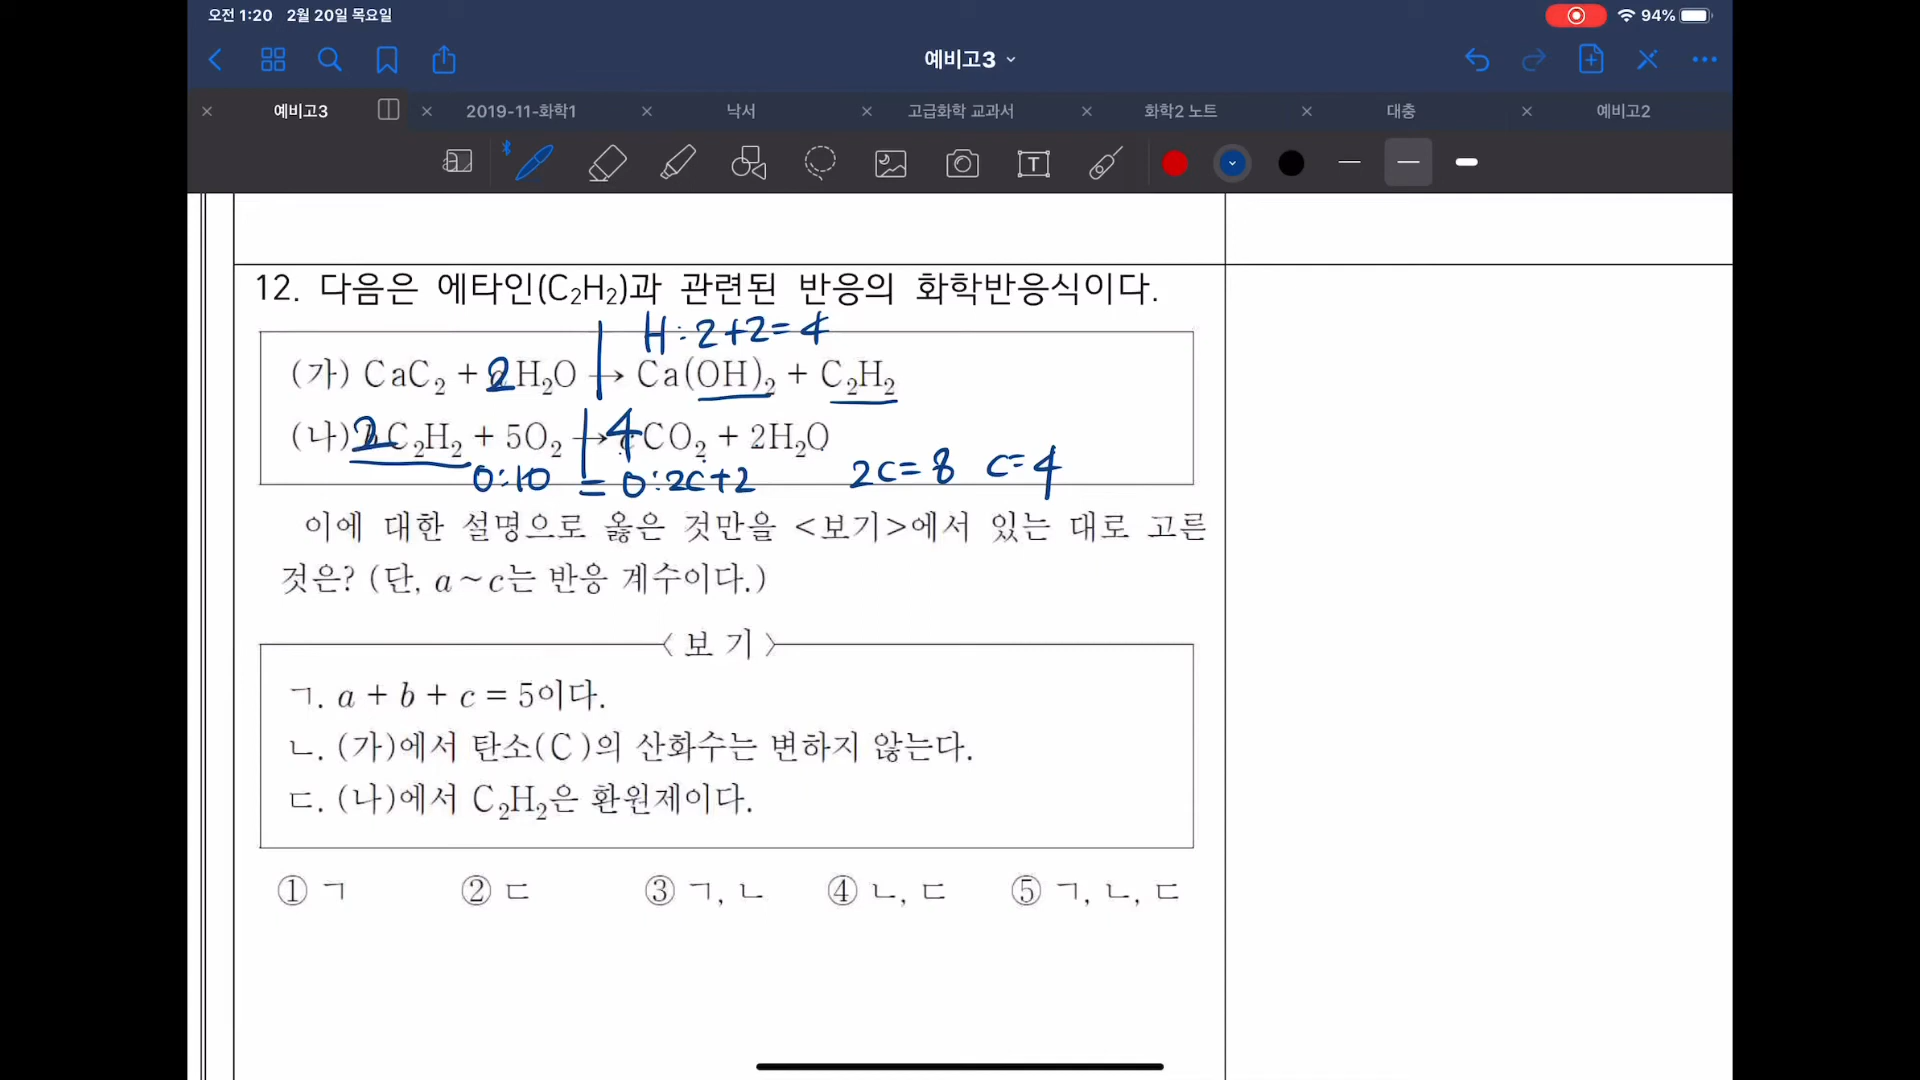 오전 1:20 2월 20일 목요일
94%
예비고3
예비고3
2019-11-화학1
낙서
고급화학 교과서
화학2 노트
대충
예비고2
12. 다음은 에타인(C₂H₂)과 관련된 반응의 화학반응식이다.
H:2+2=4
(가) CaC₂ + 2H₂O → Ca(OH)₂ + C₂H₂
(나) 2C₂H₂ + 5O₂ → 4CO₂ + 2H₂O
O:10 = O:2c+2 2c=8 c=4
이에 대한 설명으로 옳은 것만을 <보기>에서 있는 대로 고른
것은? (단, a~c는 반응 계수이다.)
〈보 기〉
ㄱ. a + b + c = 5이다.
ㄴ. (가)에서 탄소(C)의 산화수는 변하지 않는다.
ㄷ. (나)에서 C₂H₂은 환원제이다.
① ㄱ ② ㄷ ③ ㄱ, ㄴ ④ ㄴ, ㄷ ⑤ ㄱ, ㄴ, ㄷ